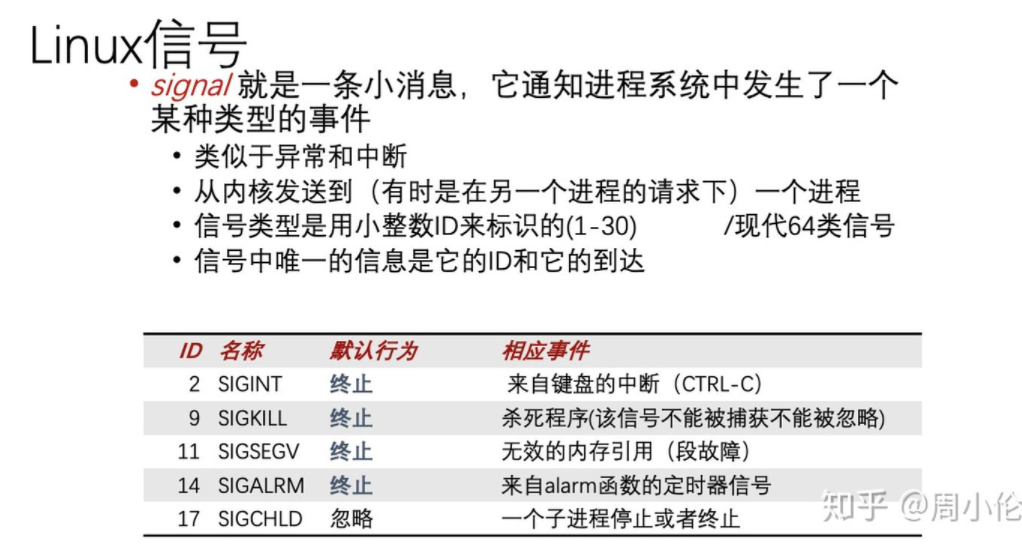 Linux信号
• signal 就是一条小消息，它通知进程系统中发生了一个
某种类型的事件
• 类似于异常和中断
• 从内核发送到（有时是在另一个进程的请求下）一个进程
• 信号类型是用小整数ID来标识的(1-30) /现代64类信号
• 信号中唯一的信息是它的ID和它的到达
ID 名称 默认行为 相应事件
2 SIGINT 终止 来自键盘的中断（CTRL-C）
9 SIGKILL 终止 杀死程序(该信号不能被捕获不能被忽略)
11 SIGSEGV 终止 无效的内存引用（段故障）
14 SIGALRM 终止 来自alarm函数的定时器信号
17 SIGCHLD 忽略 一个子进程停止或者终止
知乎 @周小伦